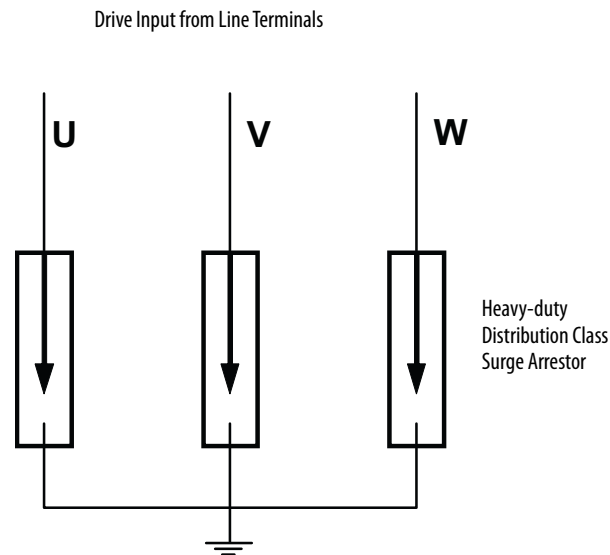 Drive Input from Line Terminals
U
V
W
Heavy-duty
Distribution Class
Surge Arrestor